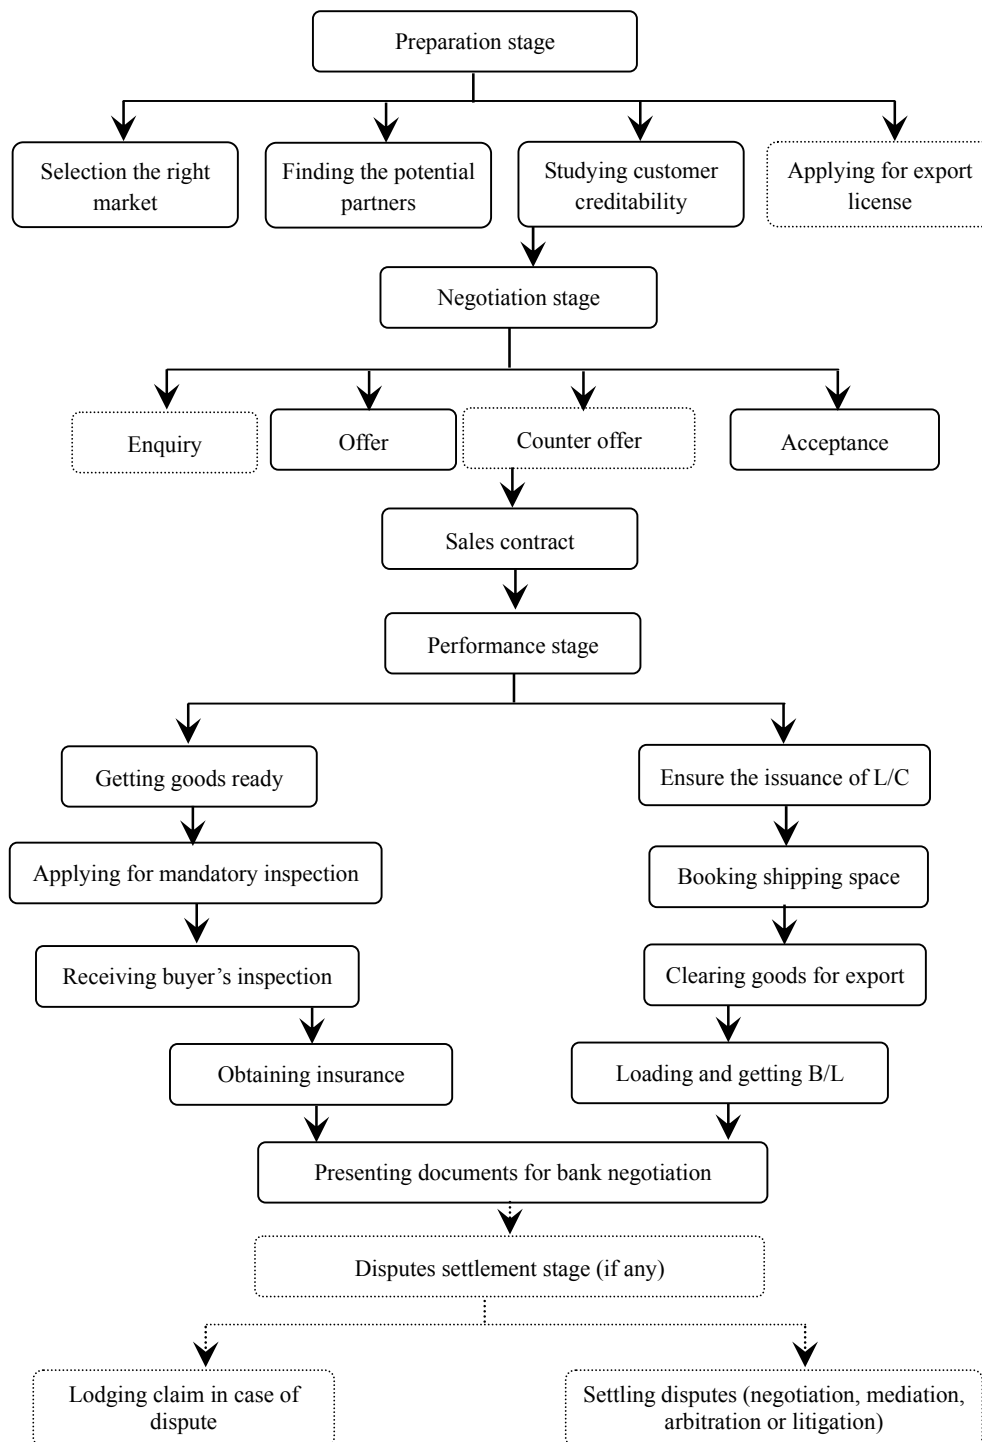 Preparation stage
Selection the right
market
Finding the potential
partners
Studying customer
creditability
Applying for export
license
Negotiation stage
Enquiry
Offer
Counter offer
Acceptance
Sales contract
Performance stage
Getting goods ready
Ensure the issuance of L/C
Applying for mandatory inspection
Booking shipping space
Receiving buyer’s inspection
Clearing goods for export
Obtaining insurance
Loading and getting B/L
Presenting documents for bank negotiation
Disputes settlement stage (if any)
Lodging claim in case of
dispute
Settling disputes (negotiation, mediation,
arbitration or litigation)